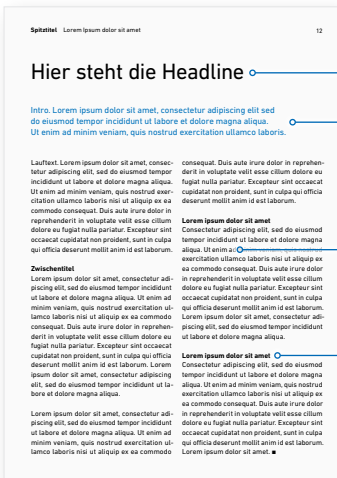 Spitztitel Lorem Ipsum dolor sit amet
12
Hier steht die Headline
Intro. Lorem ipsum dolor sit amet, consectetur adipiscing elit sed
do eiusmod tempor incididunt ut labore et dolore magna aliqua.
Ut enim ad minim veniam, quis nostrud exercitation ullamco laboris.
Lauftext. Lorem ipsum dolor sit amet, consec-
tetur adipiscing elit, sed do eiusmod tempor
incididunt ut labore et dolore magna aliqua.
Ut enim ad minim veniam, quis nostrud exer-
citation ullamco laboris nisi ut aliquip ex ea
commodo consequat. Duis aute irure dolor in
reprehenderit in voluptate velit esse cillum
dolore eu fugiat nulla pariatur. Excepteur sint
occaecat cupidatat non proident, sunt in culpa
qui officia deserunt mollit anim id est laborum.
Zwischentitel
Lorem ipsum dolor sit amet, consectetur adi-
piscing elit, sed do eiusmod tempor incididunt
ut labore et dolore magna aliqua. Ut enim ad
minim veniam, quis nostrud exercitation ul-
lamco laboris nisi ut aliquip ex ea commodo
consequat. Duis aute irure dolor in reprehen-
derit in voluptate velit esse cillum dolore eu
fugiat nulla pariatur. Excepteur sint occaecat
cupidatat non proident, sunt in culpa qui officia
deserunt mollit anim id est laborum. Lorem
ipsum dolor sit amet, consectetur adipiscing
elit, sed do eiusmod tempor incididunt ut la-
bore et dolore magna aliqua.
Lorem ipsum dolor sit amet, consectetur adi-
piscing elit, sed do eiusmod tempor incididunt
ut labore et dolore magna aliqua. Ut enim ad
minim veniam, quis nostrud exercitation ul-
lamco laboris nisi ut aliquip ex ea commodo
consequat. Duis aute irure dolor in reprehen-
derit in voluptate velit esse cillum dolore eu
fugiat nulla pariatur. Excepteur sint occaecat
deserunt mollit anim id est laborum.
Lorem ipsum dolor sit amet
Consectetur adipiscing elit, sed do eiusmod
tempor incididunt ut labore et dolore magna
aliqua. Ut enim ad minim veniam, quis nostrud
exercitation ullamco laboris nisi ut aliquip ex
ea commodo consequat. Duis aute irure dolor
in reprehenderit in voluptate velit esse cillum
dolore eu fugiat nulla pariatur. Excepteur sint
occaecat cupidatat non proident, sunt in culpa
qui officia deserunt mollit anim id est laborum.
Lorem ipsum dolor sit amet, consectetur adi-
piscing elit, sed do eiusmod tempor incididunt
ut labore et dolore magna aliqua.
Lorem ipsum dolor sit amet
Consectetur adipiscing elit, sed do eiusmod
tempor incididunt ut labore et dolore magna
aliqua. Ut enim ad minim veniam, quis nostrud
exercitation ullamco laboris nisi ut aliquip ex
ea commodo consequat. Duis aute irure dolor
in reprehenderit in voluptate velit esse cillum
dolore eu fugiat nulla pariatur. Excepteur sint
occaecat cupidatat non proident, sunt in culpa
qui officia deserunt mollit anim id est laborum.
Lorem ipsum dolor sit amet. ■